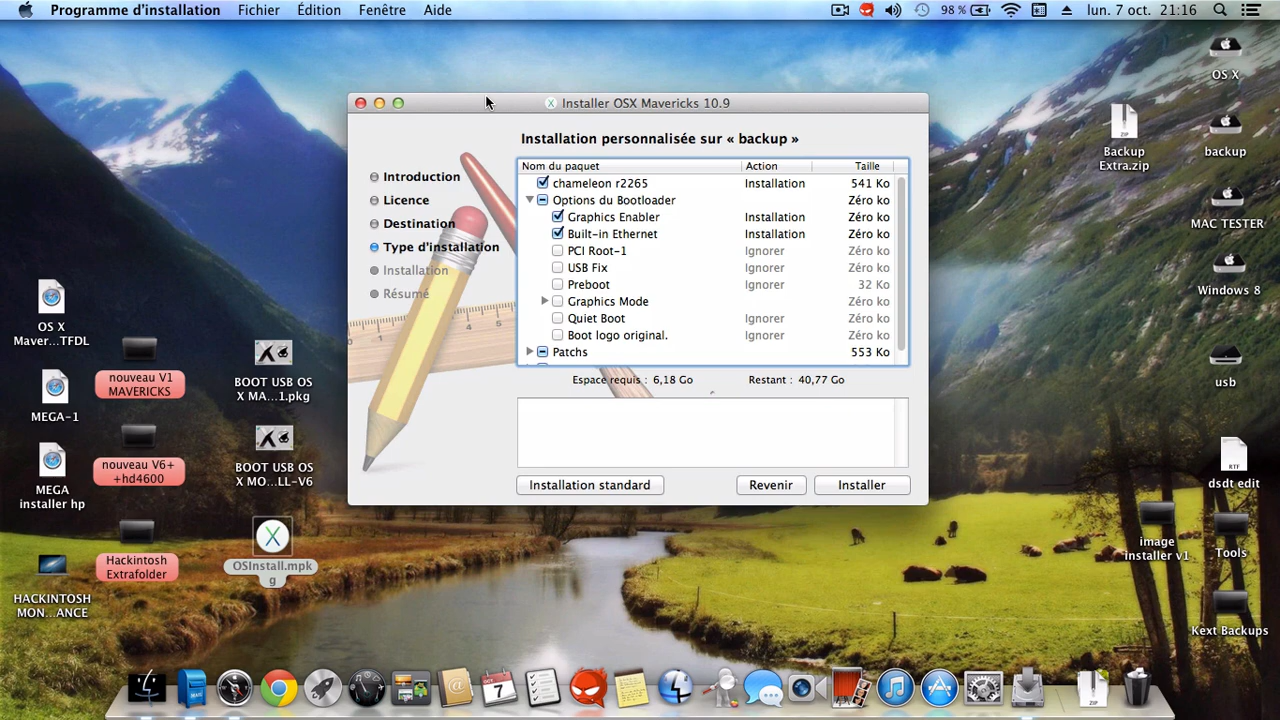 Programme d'installation Fichier Édition Fenêtre Aide
98 % lun. 7 oct. 21:16
Installer OSX Mavericks 10.9
Installation personnalisée sur « backup »
Introduction
Licence
Destination
Type d'installation
Installation
Résumé
Nom du paquet Action Taille
chameleon r2265 Installation 541 Ko
Options du Bootloader Zéro ko
Graphics Enabler Installation Zéro ko
Built-in Ethernet Installation Zéro ko
PCI Root-1 Ignorer Zéro ko
USB Fix Ignorer Zéro ko
Preboot Ignorer 32 Ko
Graphics Mode Zéro ko
Quiet Boot Ignorer Zéro ko
Boot logo original. Ignorer Zéro ko
Patchs 553 Ko
Espace requis : 6,18 Go Restant : 40,77 Go
Installation standard Revenir Installer
OS X
Maver...TFDL
MEGA-1
MEGA
installer hp
HACKINTOSH
MON...ANCE
nouveau V1
MAVERICKS
nouveau V6+
+hd4600
Hackintosh
Extrafolder
BOOT USB OS
X MA...1.pkg
BOOT USB OS
X MO...LL-V6
OSInstall.mpk
g
ZIP
Backup
Extra.zip
OS X
backup
MAC TESTER
Windows 8
usb
RTF
dsdt edit
image
installer v1
Tools
Kext Backups
OCT
7
ZIP